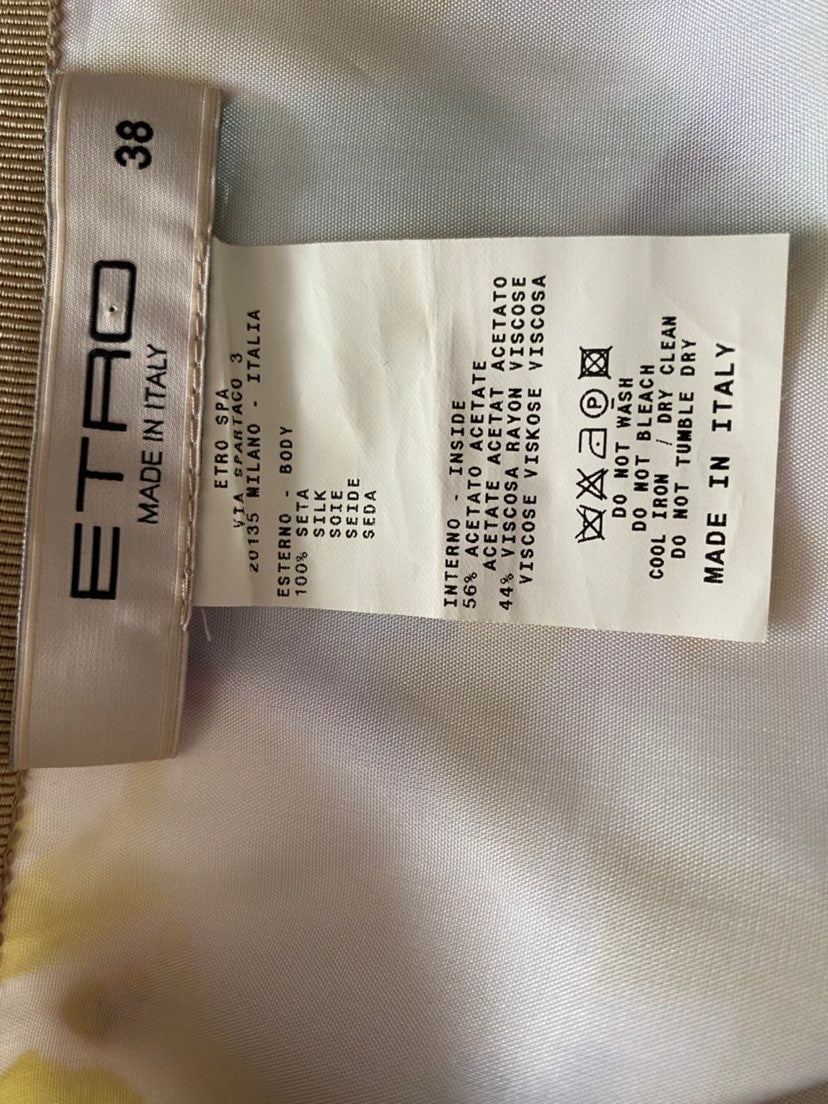 38
ETRO
MADE IN ITALY
ETRO SPA
VIA SPARTACO 3
20135 MILANO - ITALIA
ESTERNO - BODY
100% SETA
SILK
SOIE
SEIDE
SEDA
INTERNO - INSIDE
56% ACETATO ACETATE
ACETATE ACETAT ACETATO
44% VISCOSA RAYON VISCOSE
VISCOSE VISKOSE VISCOSA
P
DO NOT WASH
DO NOT BLEACH
COOL IRON / DRY CLEAN
DO NOT TUMBLE DRY
MADE IN ITALY